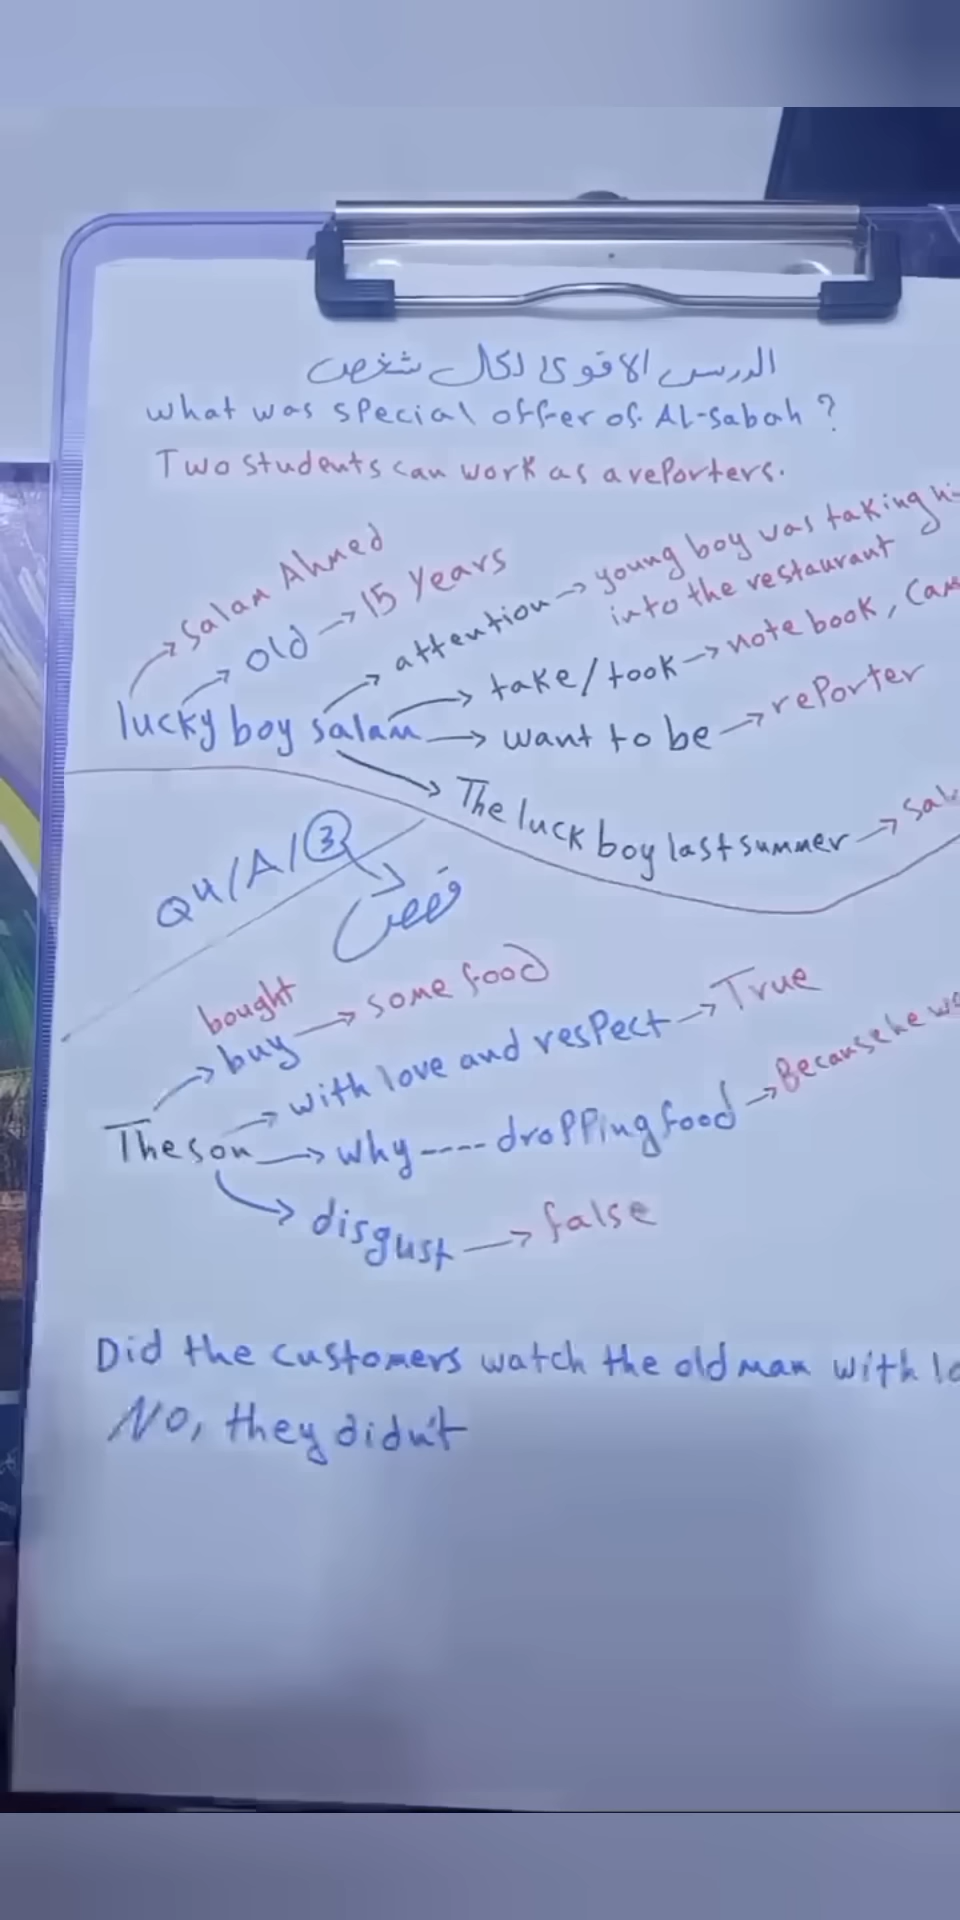 الدرس الاقوى لكل شخص
What was special offer of AL-Sabah ?
Two students can work as a reporters.
lucky boy salam
→ Salam Ahmed
→ old → 15 Years
→ attention → young boy was taking
into the restaurant
→ take/took → note book,
→ want to be → reporter
→ The luck boy last summer →
QU/A/③
→ قصص
The son
bought
→ buy → some food
→ with love and respect → True
→ why ---- dropping food → Because he
→ disgust → false
Did the customers watch the old man with
No, they didn't